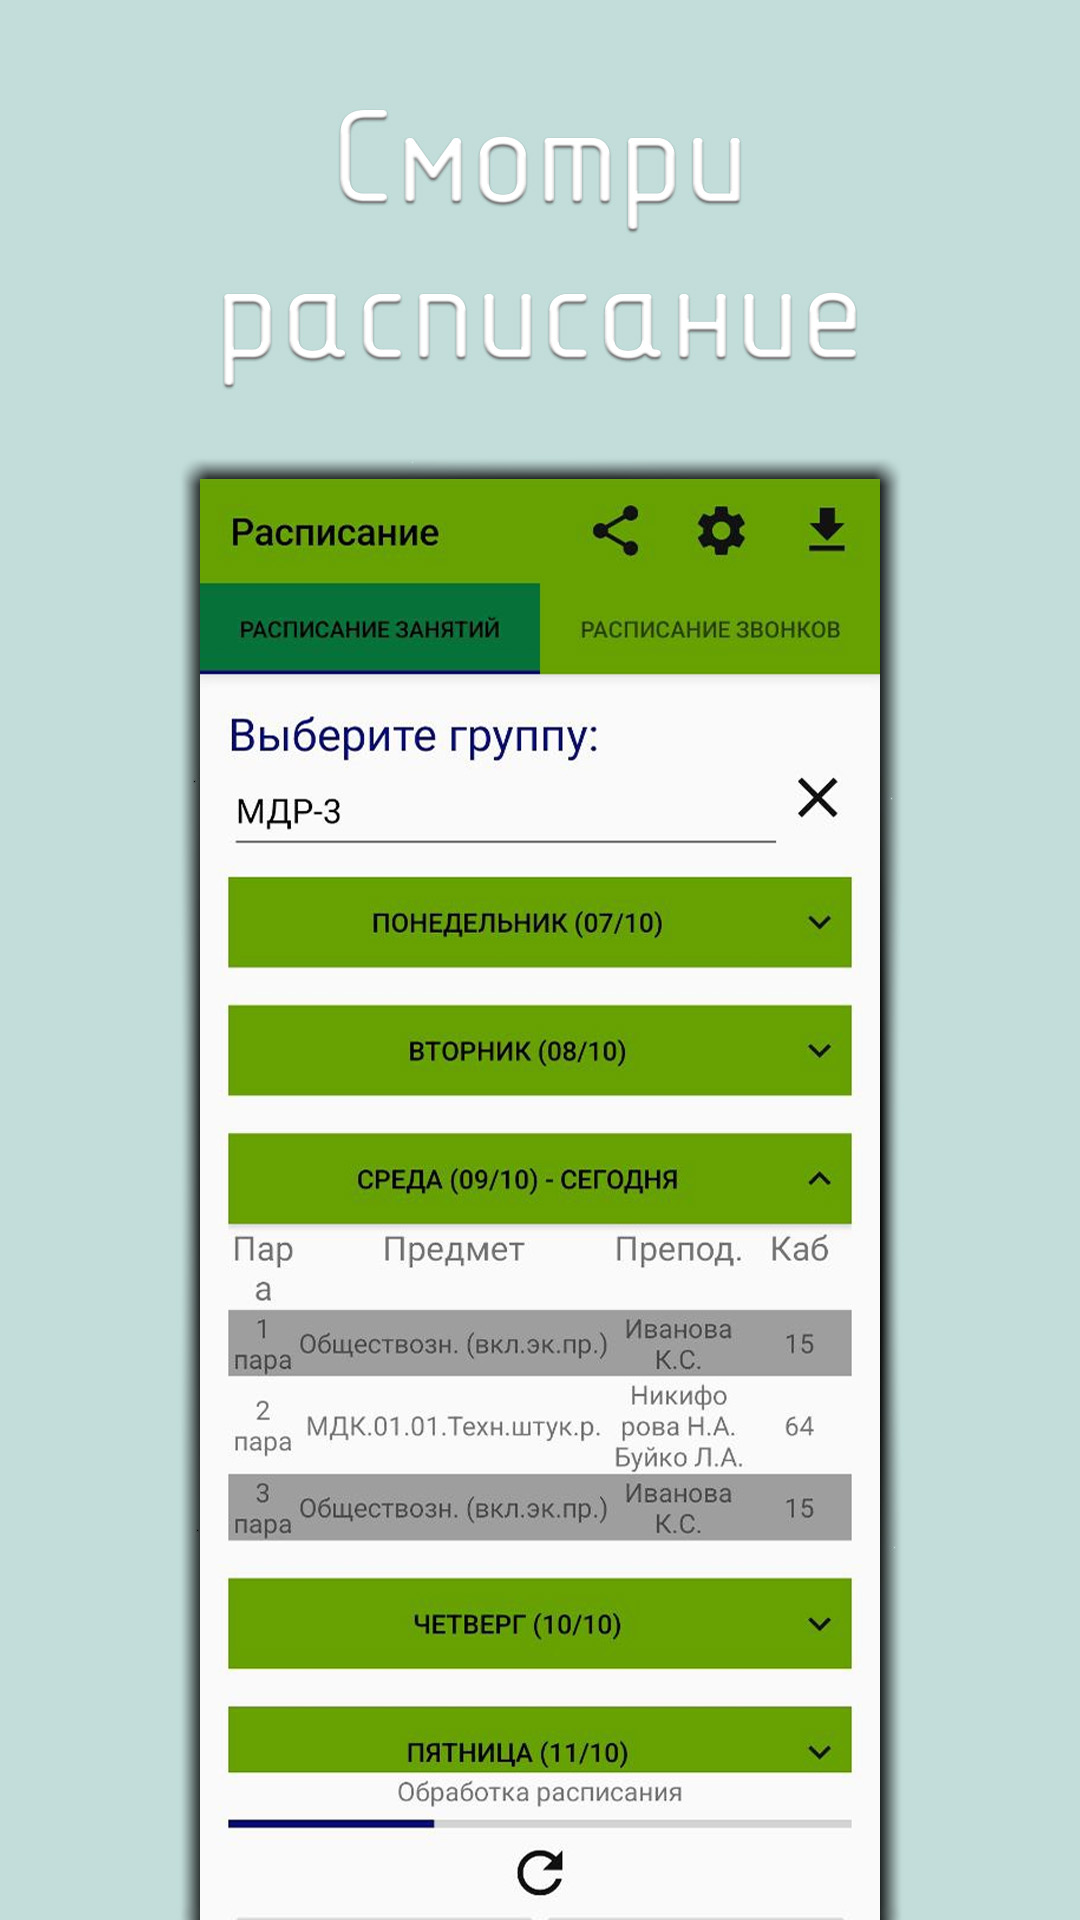 Смотри
расписание
Расписание
РАСПИСАНИЕ ЗАНЯТИЙ РАСПИСАНИЕ ЗВОНКОВ
Выберите группу:
МДР-3
ПОНЕДЕЛЬНИК (07/10)
ВТОРНИК (08/10)
СРЕДА (09/10) - СЕГОДНЯ
Пар
а
Предмет
Препод.
Каб
1
пара
Обществозн. (вкл.эк.пр.)
Иванова
К.С.
15
2
пара
МДК.01.01.Техн.штук.р.
Никифо
рова Н.А.
Буйко Л.А.
64
3
пара
Обществозн. (вкл.эк.пр.)
Иванова
К.С.
15
ЧЕТВЕРГ (10/10)
ПЯТНИЦА (11/10)
Обработка расписания